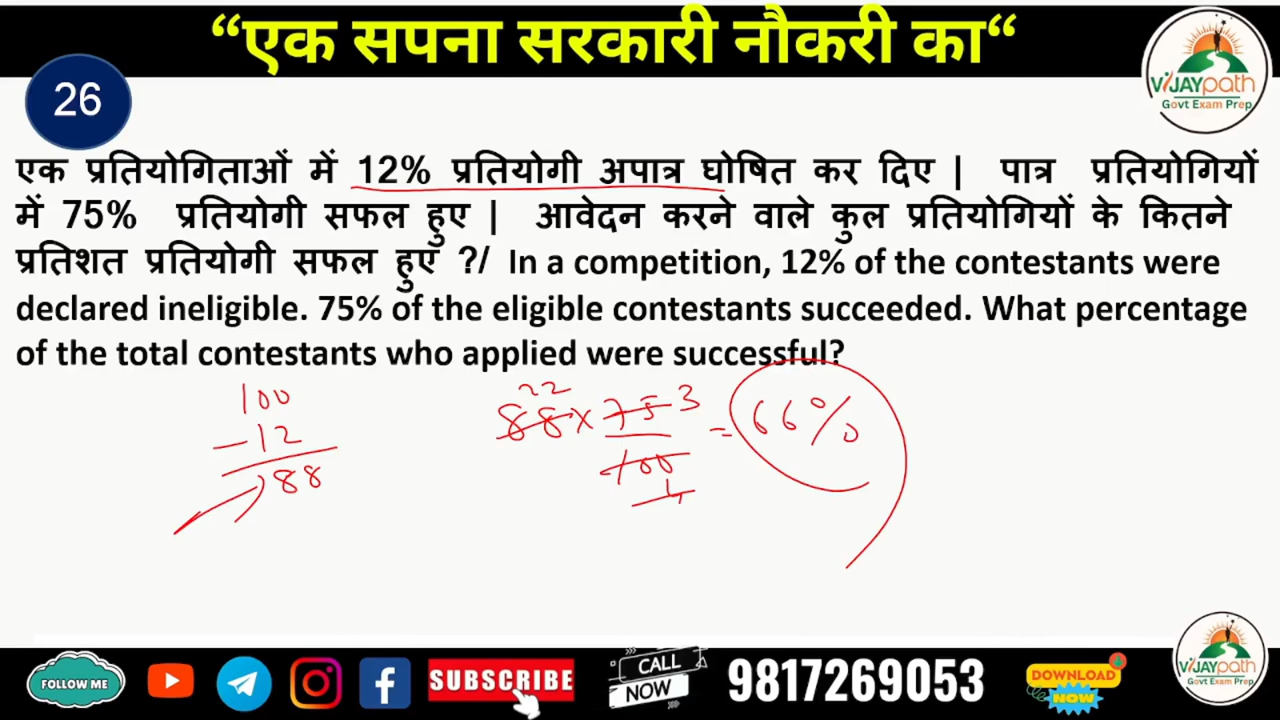 “एक सपना सरकारी नौकरी का“
26
VIJAYpath
Govt Exam Prep
एक प्रतियोगिताओं में 12% प्रतियोगी अपात्र घोषित कर दिए | पात्र प्रतियोगियों
में 75% प्रतियोगी सफल हुए | आवेदन करने वाले कुल प्रतियोगियों के कितने
प्रतिशत प्रतियोगी सफल हुए ?/ In a competition, 12% of the contestants were
declared ineligible. 75% of the eligible contestants succeeded. What percentage
of the total contestants who applied were successful?
100
-12
88
22
88 × 75 3
= 66%
100
4
VIJAYpath
Govt Exam Prep
FOLLOW ME
SUBSCRIBE
CALL
NOW
9817269053
DOWNLOAD
NOW